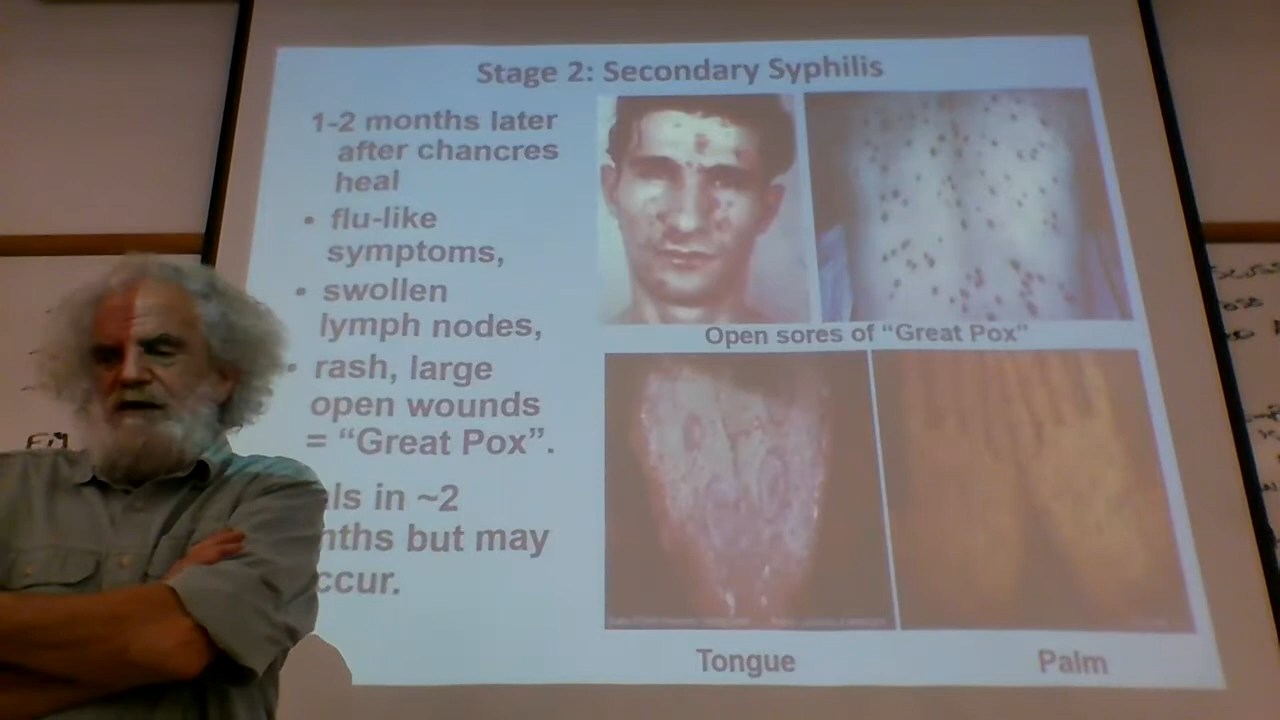 Stage 2: Secondary Syphilis
1-2 months later
after chancres
heal
• flu-like
symptoms,
• swollen
lymph nodes,
• rash, large
open wounds
= “Great Pox”.
ls in ~2
nths but may
ccur.
Open sores of “Great Pox”
Tongue
Palm